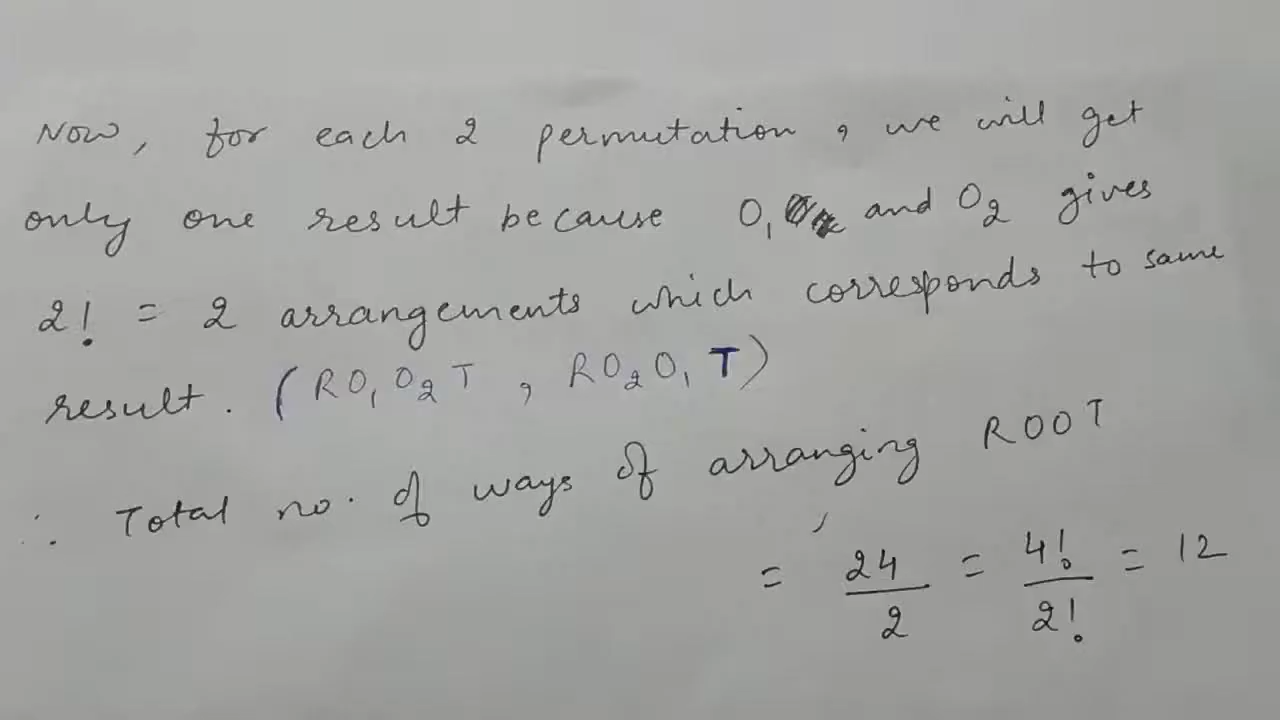 Now, for each 2 permutation, we will get
only one result because O₁ and O₂ gives
2! = 2 arrangements which corresponds to same
result. (RO₁O₂T , RO₂O₁T)
∴ Total no. of ways of arranging ROOT
= 24/2 = 4!/2! = 12